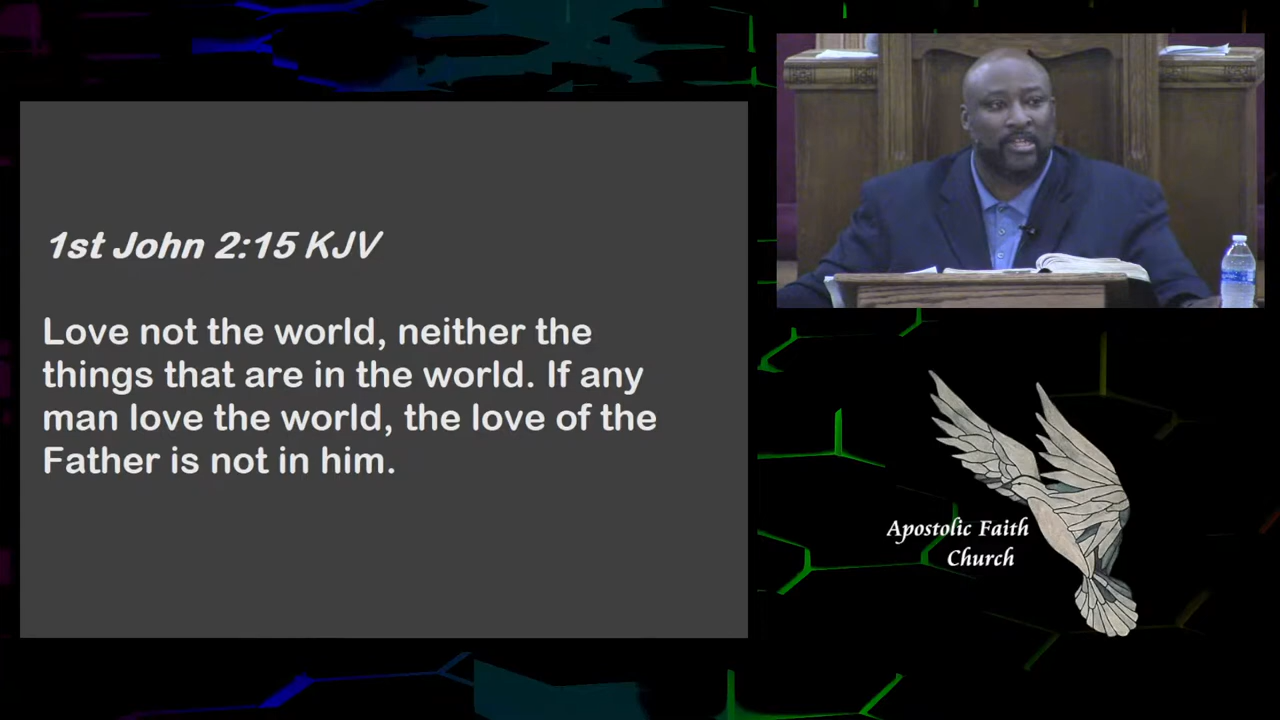 1st John 2:15 KJV
Love not the world, neither the
things that are in the world. If any
man love the world, the love of the
Father is not in him.
Apostolic Faith
Church